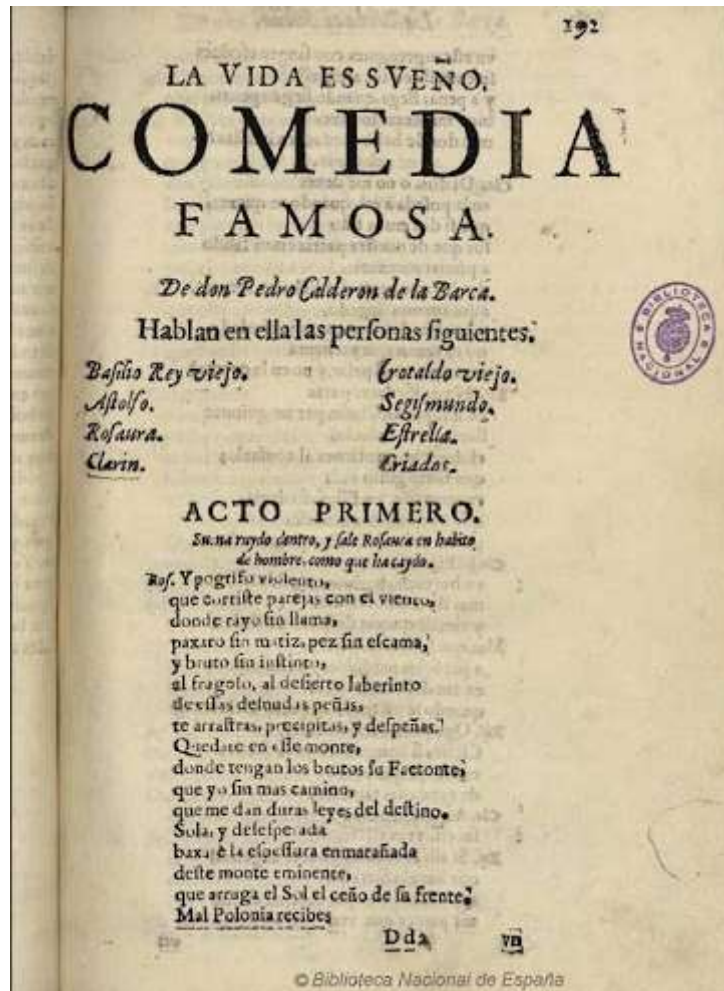 192
LA VIDA ES SVEÑO.
COMEDIA
FAMOSA.
De don Pedro Calderon de la Barca.
Hablan en ella las personas siguientes.
Basilio Rey viejo.
Astolfo.
Rosaura.
Clarin.
Crotaldo viejo.
Segismundo.
Estrella.
Criados.
ACTO PRIMERO.
Suena ruydo dentro, y sale Rosaura en habito
de hombre, como que ha caydo.
Ros. Ypogrifo violento,
que corriste parejas con el viento,
donde rayo sin llama,
paxaro sin matiz, pez sin escama,
y bruto sin instinto,
al fragoso, al desierto laberinto
de essas desnudas peñas,
te arrastras, precipitas, y despeñas.
Quedate en este monte,
donde tengan los brutos su Faetonte,
que yo sin mas camino,
que me dan duras leyes del destino.
Sola, y desesperada
baxarè la espessura enmarañada
deste monte eminente,
que arruga el Sol el ceño de su frente.
Mal Polonia recibes
Dd2
vn
BIBLIOTECA NACIONAL
© Biblioteca Nacional de España